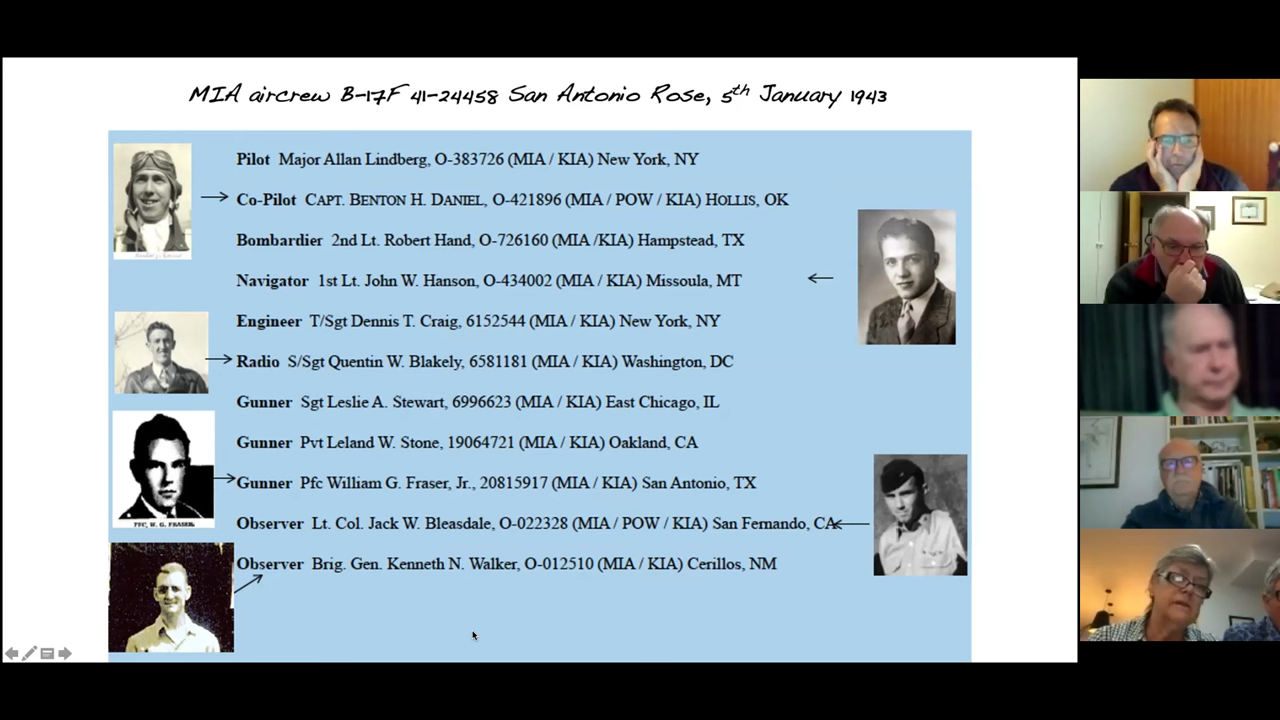 MIA aircrew B-17F 41-24458 San Antonio Rose, 5th January 1943
Pilot Major Allan Lindberg, O-383726 (MIA / KIA) New York, NY
Co-Pilot CAPT. BENTON H. DANIEL, O-421896 (MIA / POW / KIA) HOLLIS, OK
Bombardier 2nd Lt. Robert Hand, O-726160 (MIA /KIA) Hampstead, TX
Navigator 1st Lt. John W. Hanson, O-434002 (MIA / KIA) Missoula, MT
Engineer T/Sgt Dennis T. Craig, 6152544 (MIA / KIA) New York, NY
Radio S/Sgt Quentin W. Blakely, 6581181 (MIA / KIA) Washington, DC
Gunner Sgt Leslie A. Stewart, 6996623 (MIA / KIA) East Chicago, IL
Gunner Pvt Leland W. Stone, 19064721 (MIA / KIA) Oakland, CA
Gunner Pfc William G. Fraser, Jr., 20815917 (MIA / KIA) San Antonio, TX
PFC. W. G. FRASER
Observer Lt. Col. Jack W. Bleasdale, O-022328 (MIA / POW / KIA) San Fernando, CA
Observer Brig. Gen. Kenneth N. Walker, O-012510 (MIA / KIA) Cerillos, NM